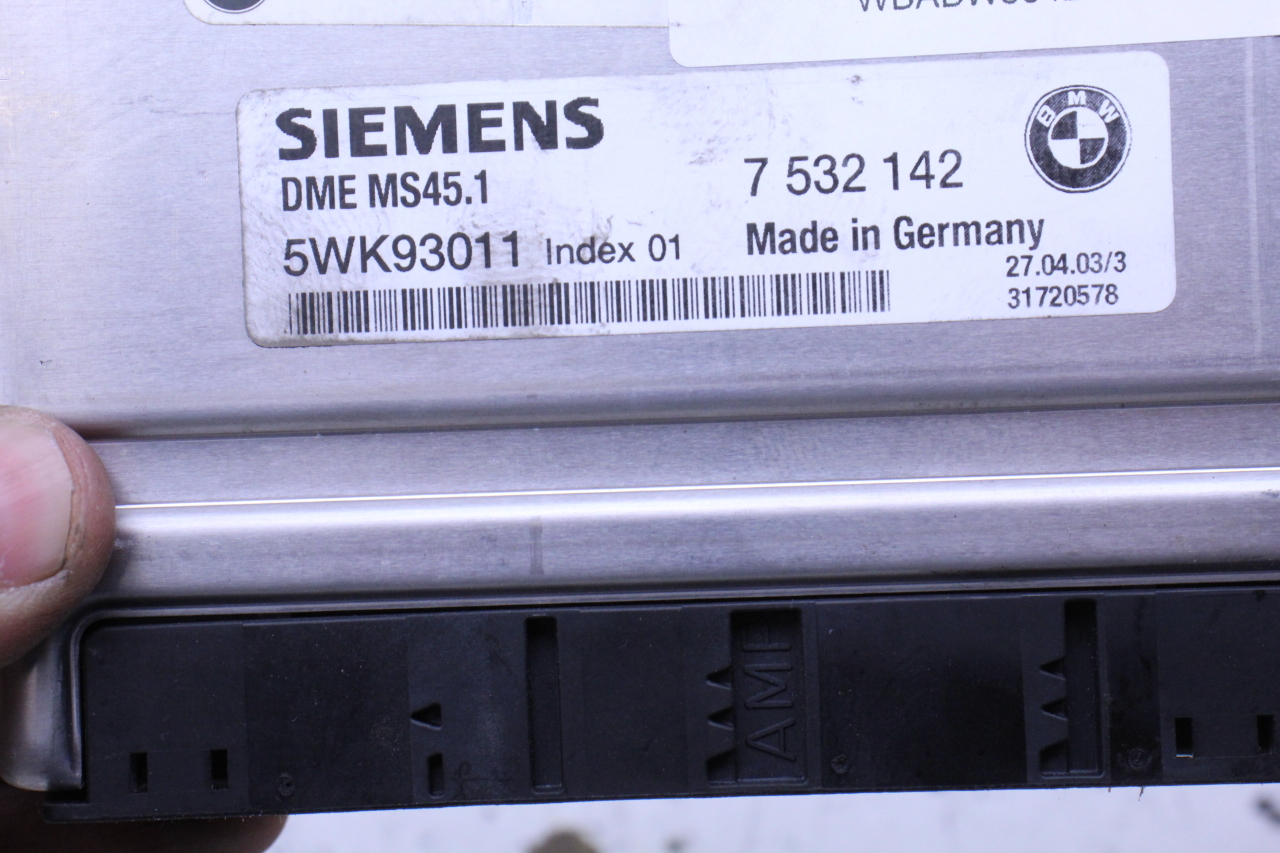 SIEMENS
DME MS45.1
7 532 142
BMW
5WK93011 Index 01
Made in Germany
27.04.03/3
31720578
AMP